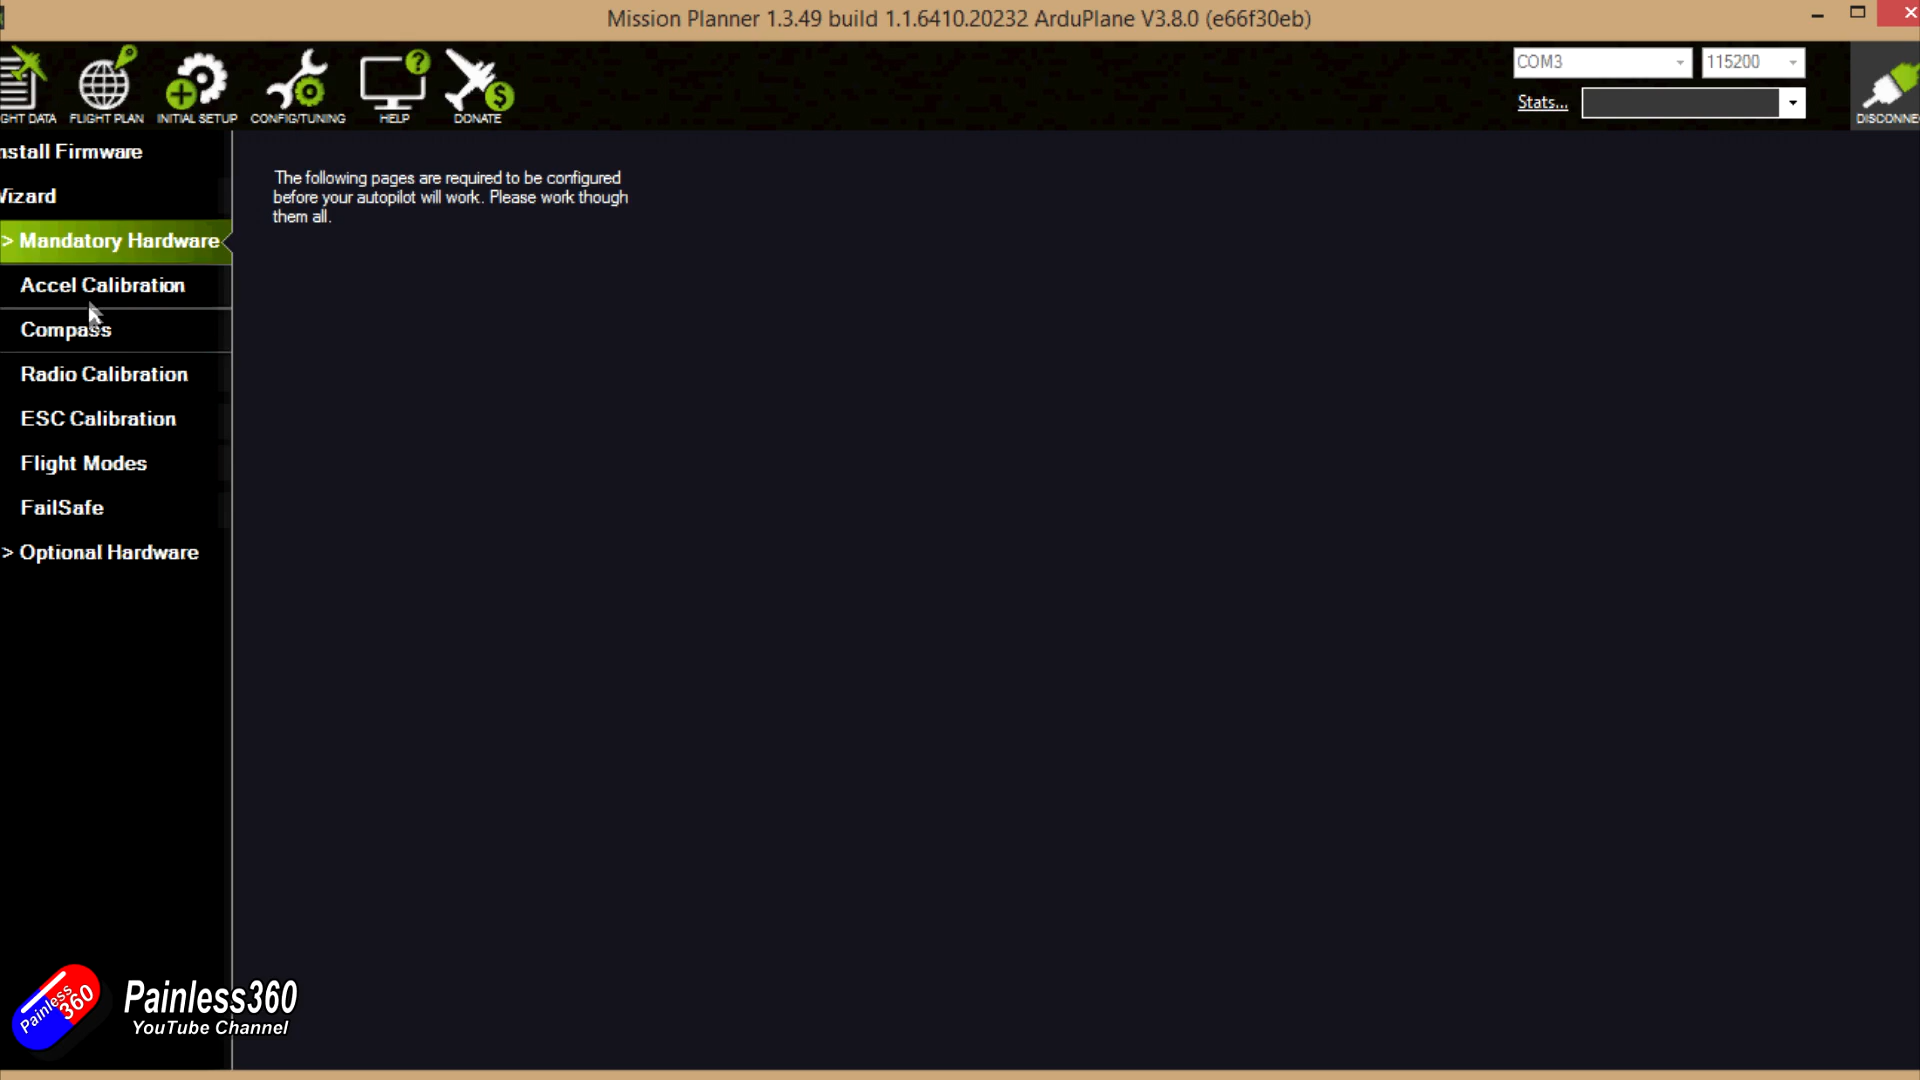 Mission Planner 1.3.49 build 1.1.6410.20232 ArduPlane V3.8.0 (e66f30eb)
GHT DATA
FLIGHT PLAN
INITIAL SETUP
CONFIG/TUNING
HELP
DONATE
COM3
115200
Stats...
DISCONNE
nstall Firmware
Wizard
> Mandatory Hardware
Accel Calibration
Compass
Radio Calibration
ESC Calibration
Flight Modes
FailSafe
> Optional Hardware
The following pages are required to be configured
before your autopilot will work. Please work though
them all.
Painless
360
Painless360
YouTube Channel